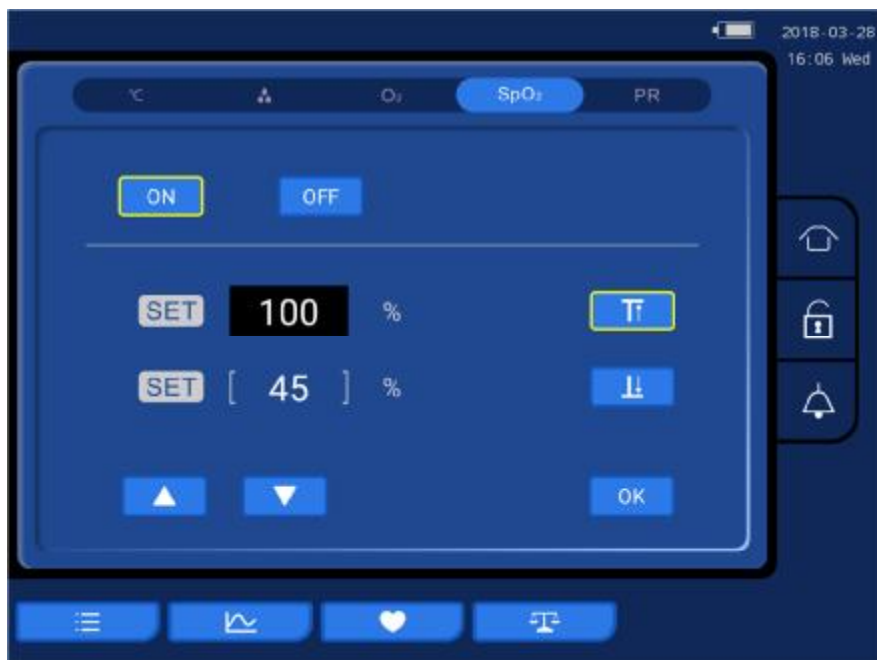 2018-03-28
16:06 Wed
℃ O₂ SpO₂ PR
ON OFF
SET 100 %
SET [ 45 ] %
OK